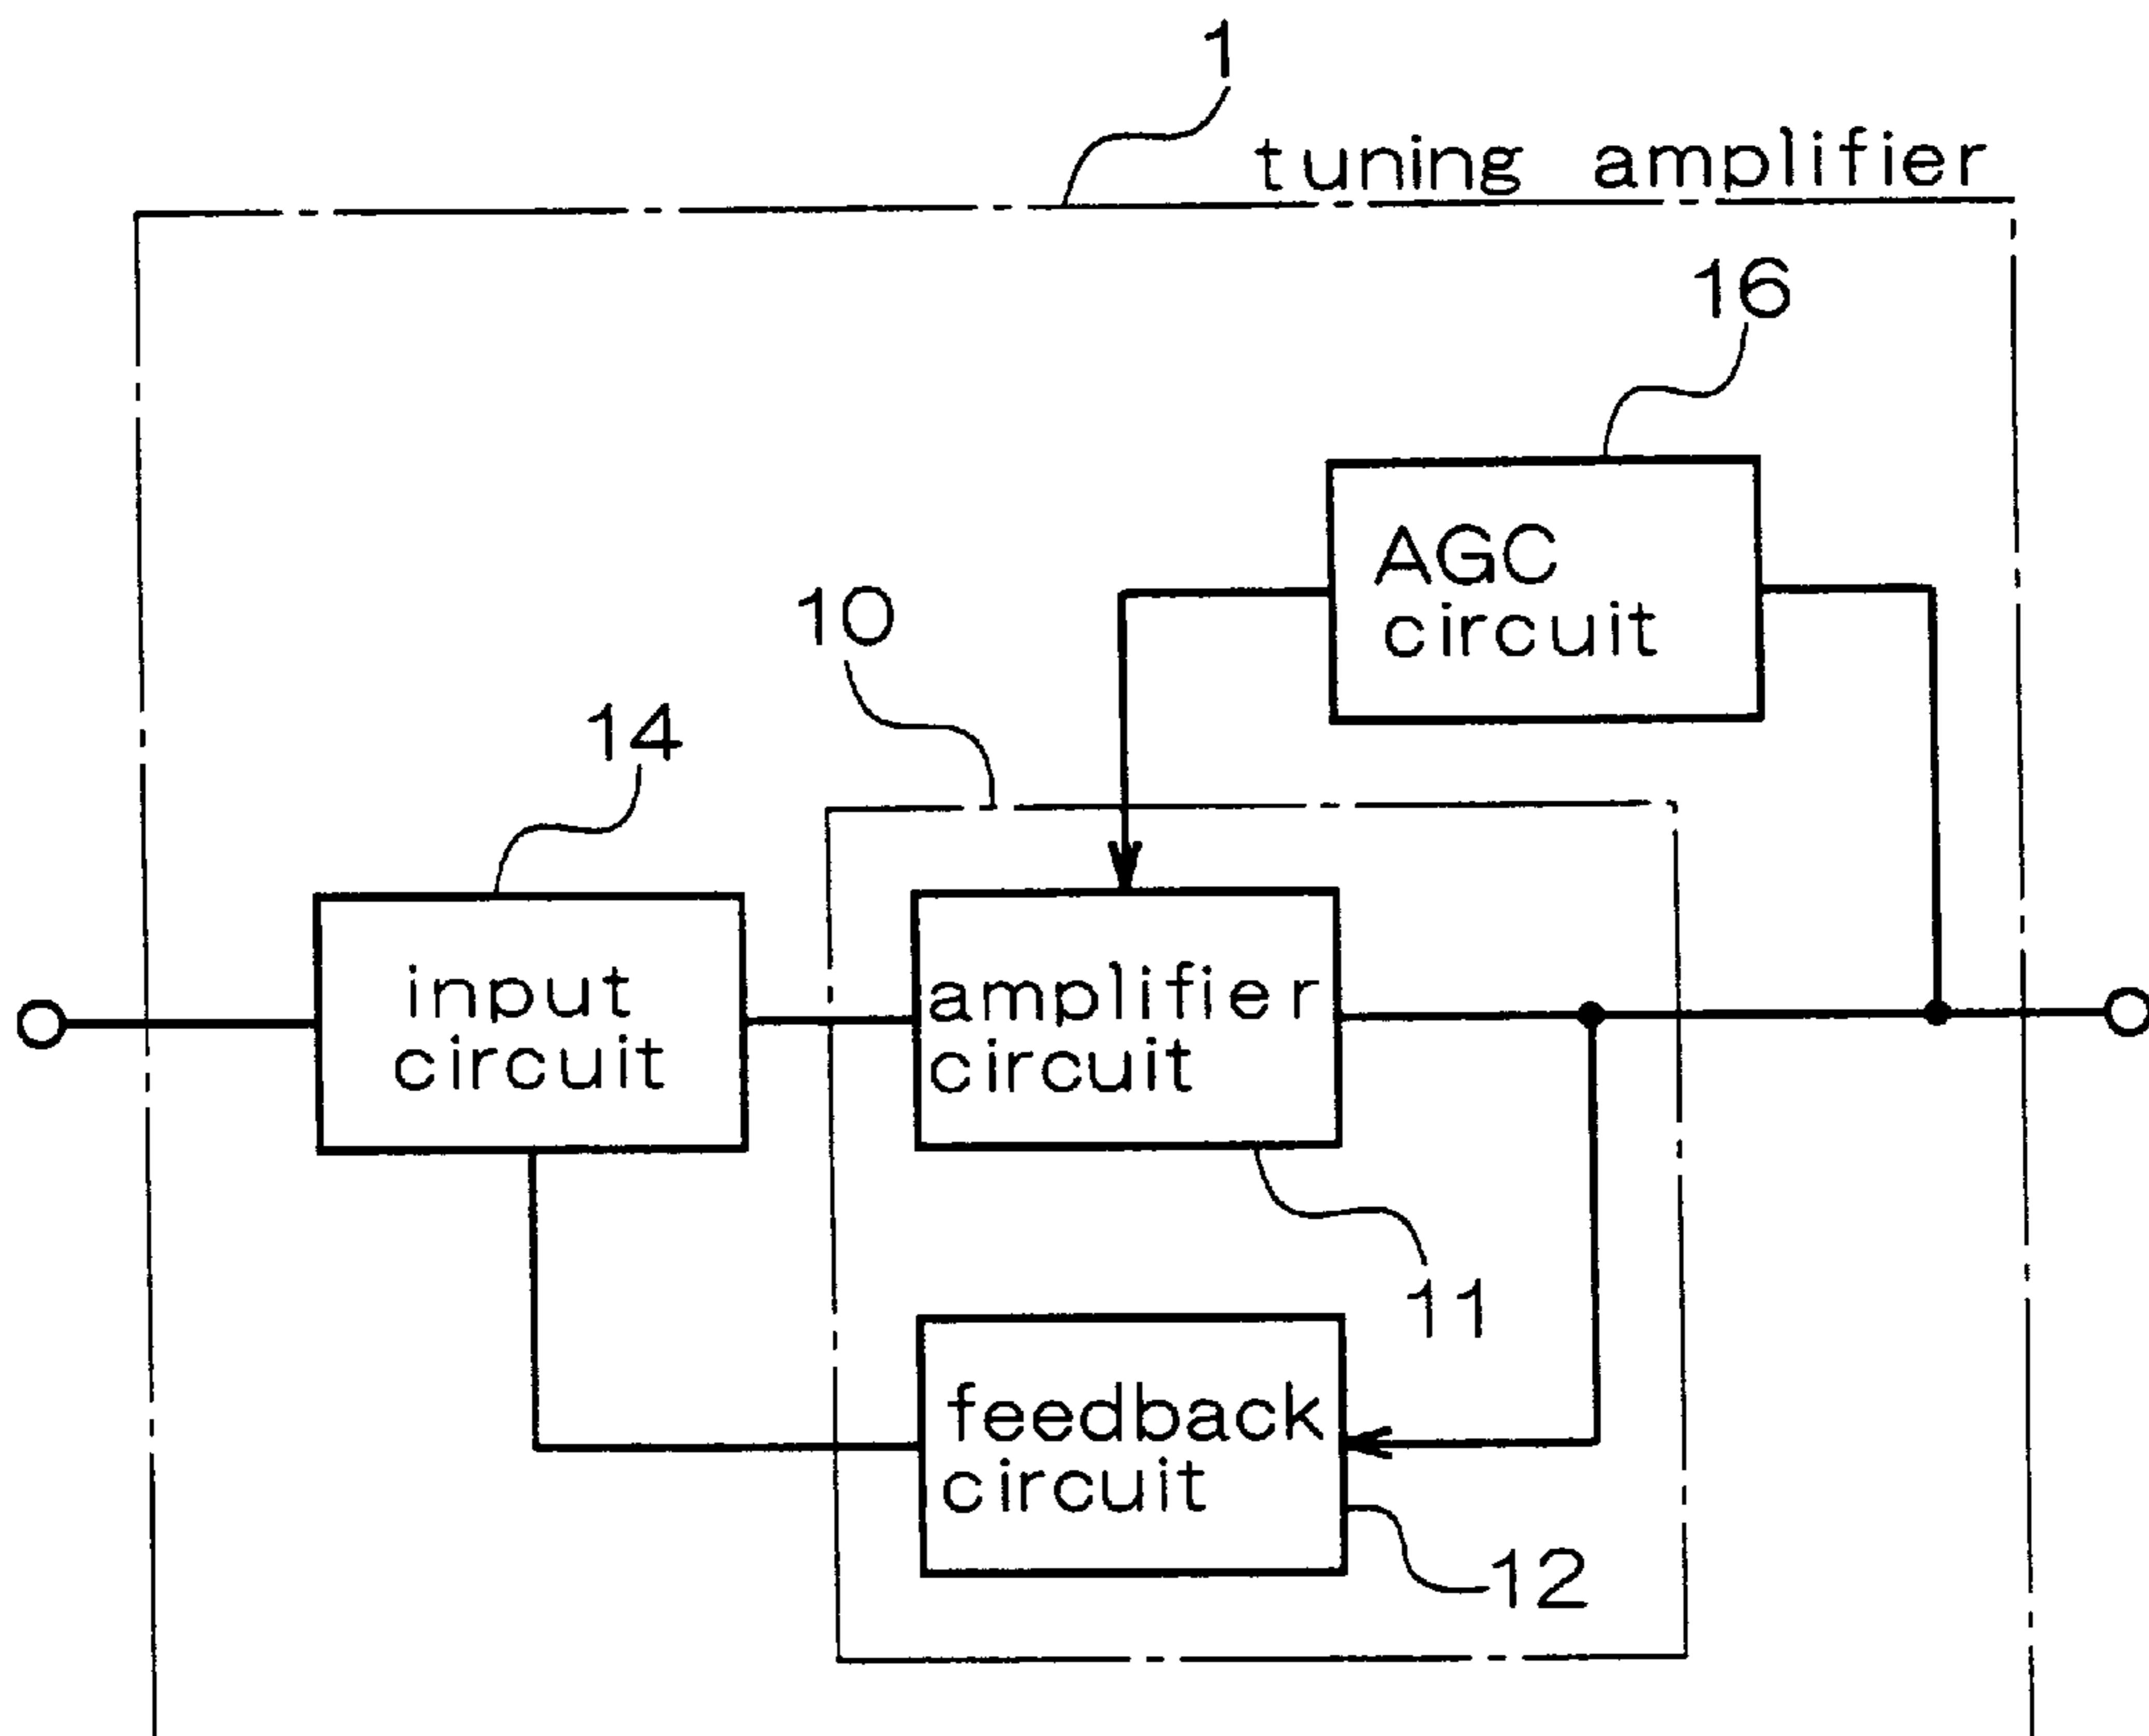 1
tuning amplifier
16
AGC
circuit
10
14
input
circuit
amplifier
circuit
11
feedback
circuit
12